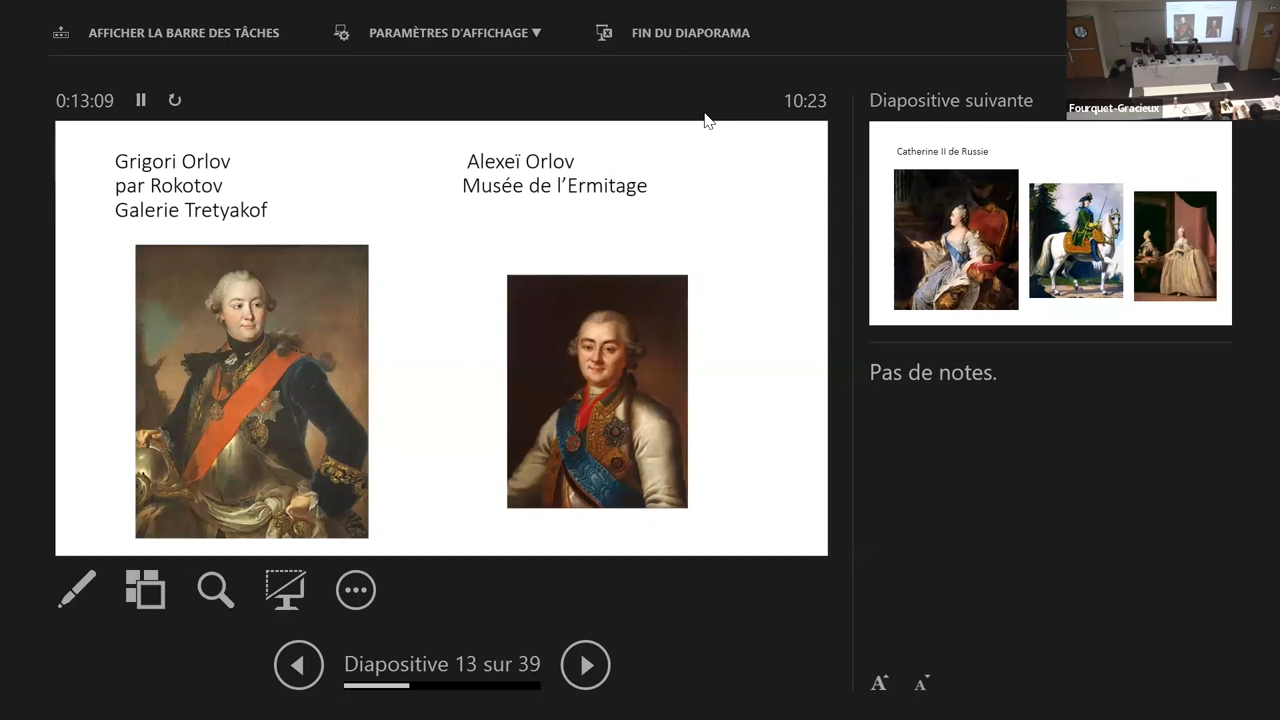 AFFICHER LA BARRE DES TÂCHES
PARAMÈTRES D'AFFICHAGE ▼
FIN DU DIAPORAMA
0:13:09
10:23
Diapositive suivante
Fourquet-Gracieux
Grigori Orlov
par Rokotov
Galerie Tretyakof
Alexeï Orlov
Musée de l’Ermitage
Catherine II de Russie
Pas de notes.
Diapositive 13 sur 39
A A